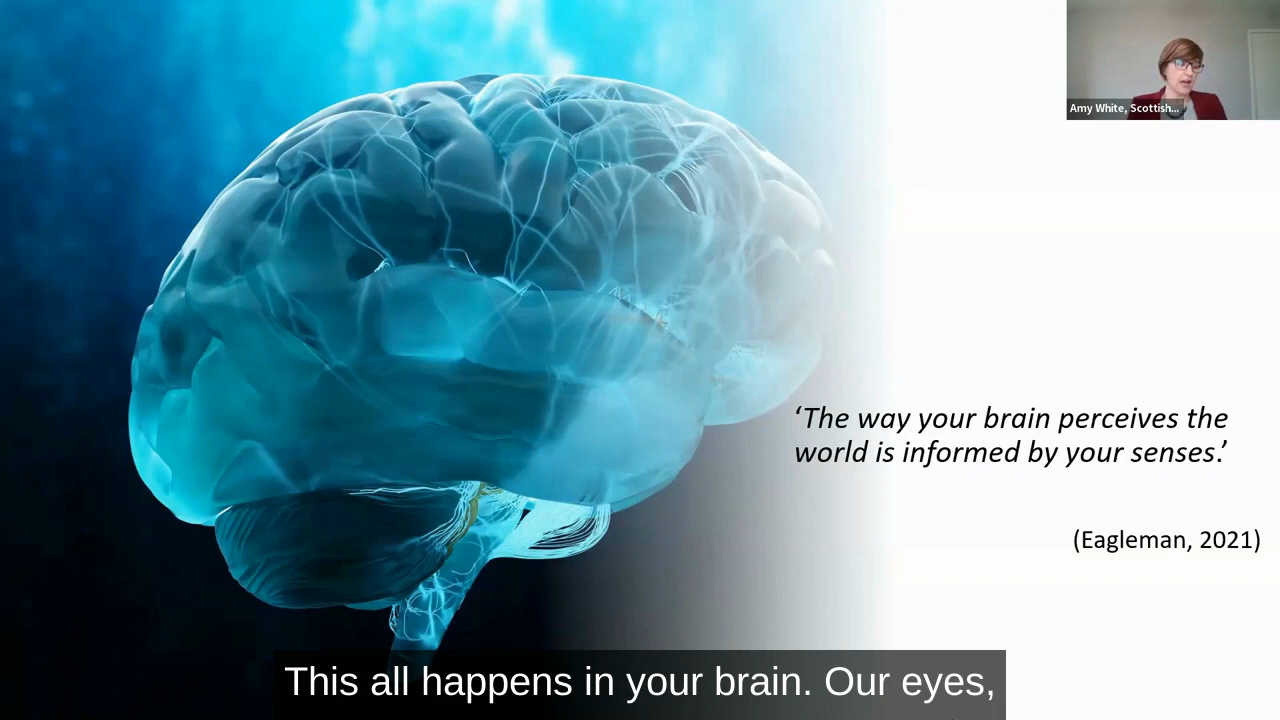 Amy White, Scottish...
‘The way your brain perceives the
world is informed by your senses.’
(Eagleman, 2021)
This all happens in your brain. Our eyes,